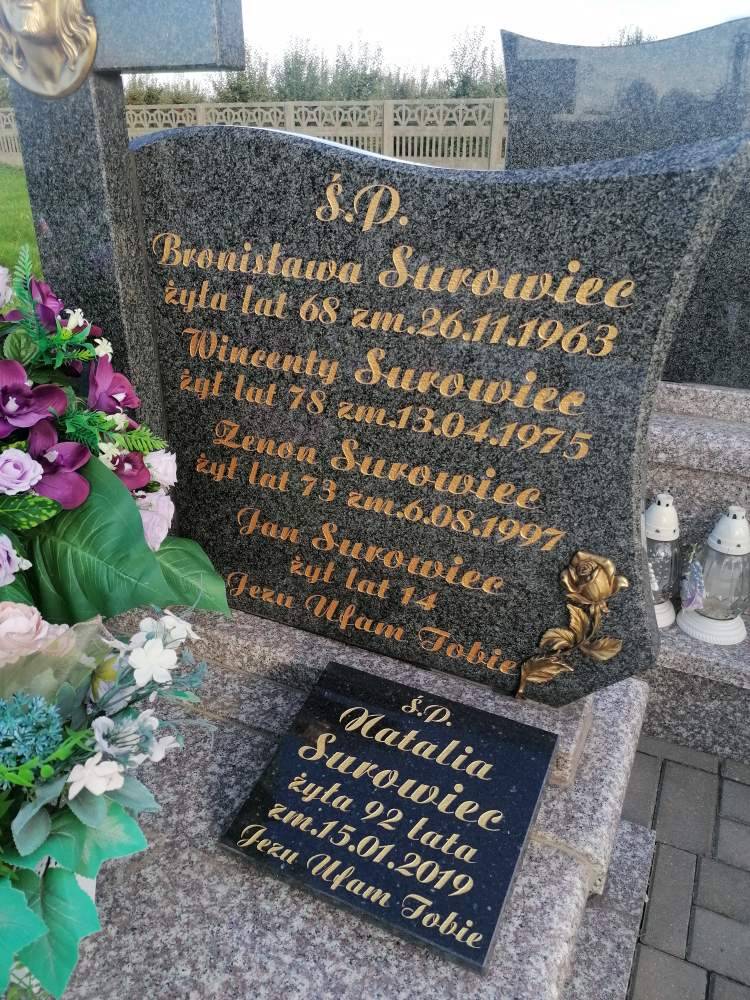 Ś.P.
Bronisława Surowiec
żyła lat 68 zm.26.11.1963
Wincenty Surowiec
żył lat 78 zm.13.04.1975
Zenon Surowiec
żył lat 73 zm.6.08.1997
Jan Surowiec
żył lat 14
Jezu Ufam Tobie
Ś.P.
Natalia
Surowiec
żyła 92 lata
zm.15.01.2019
Jezu Ufam Tobie